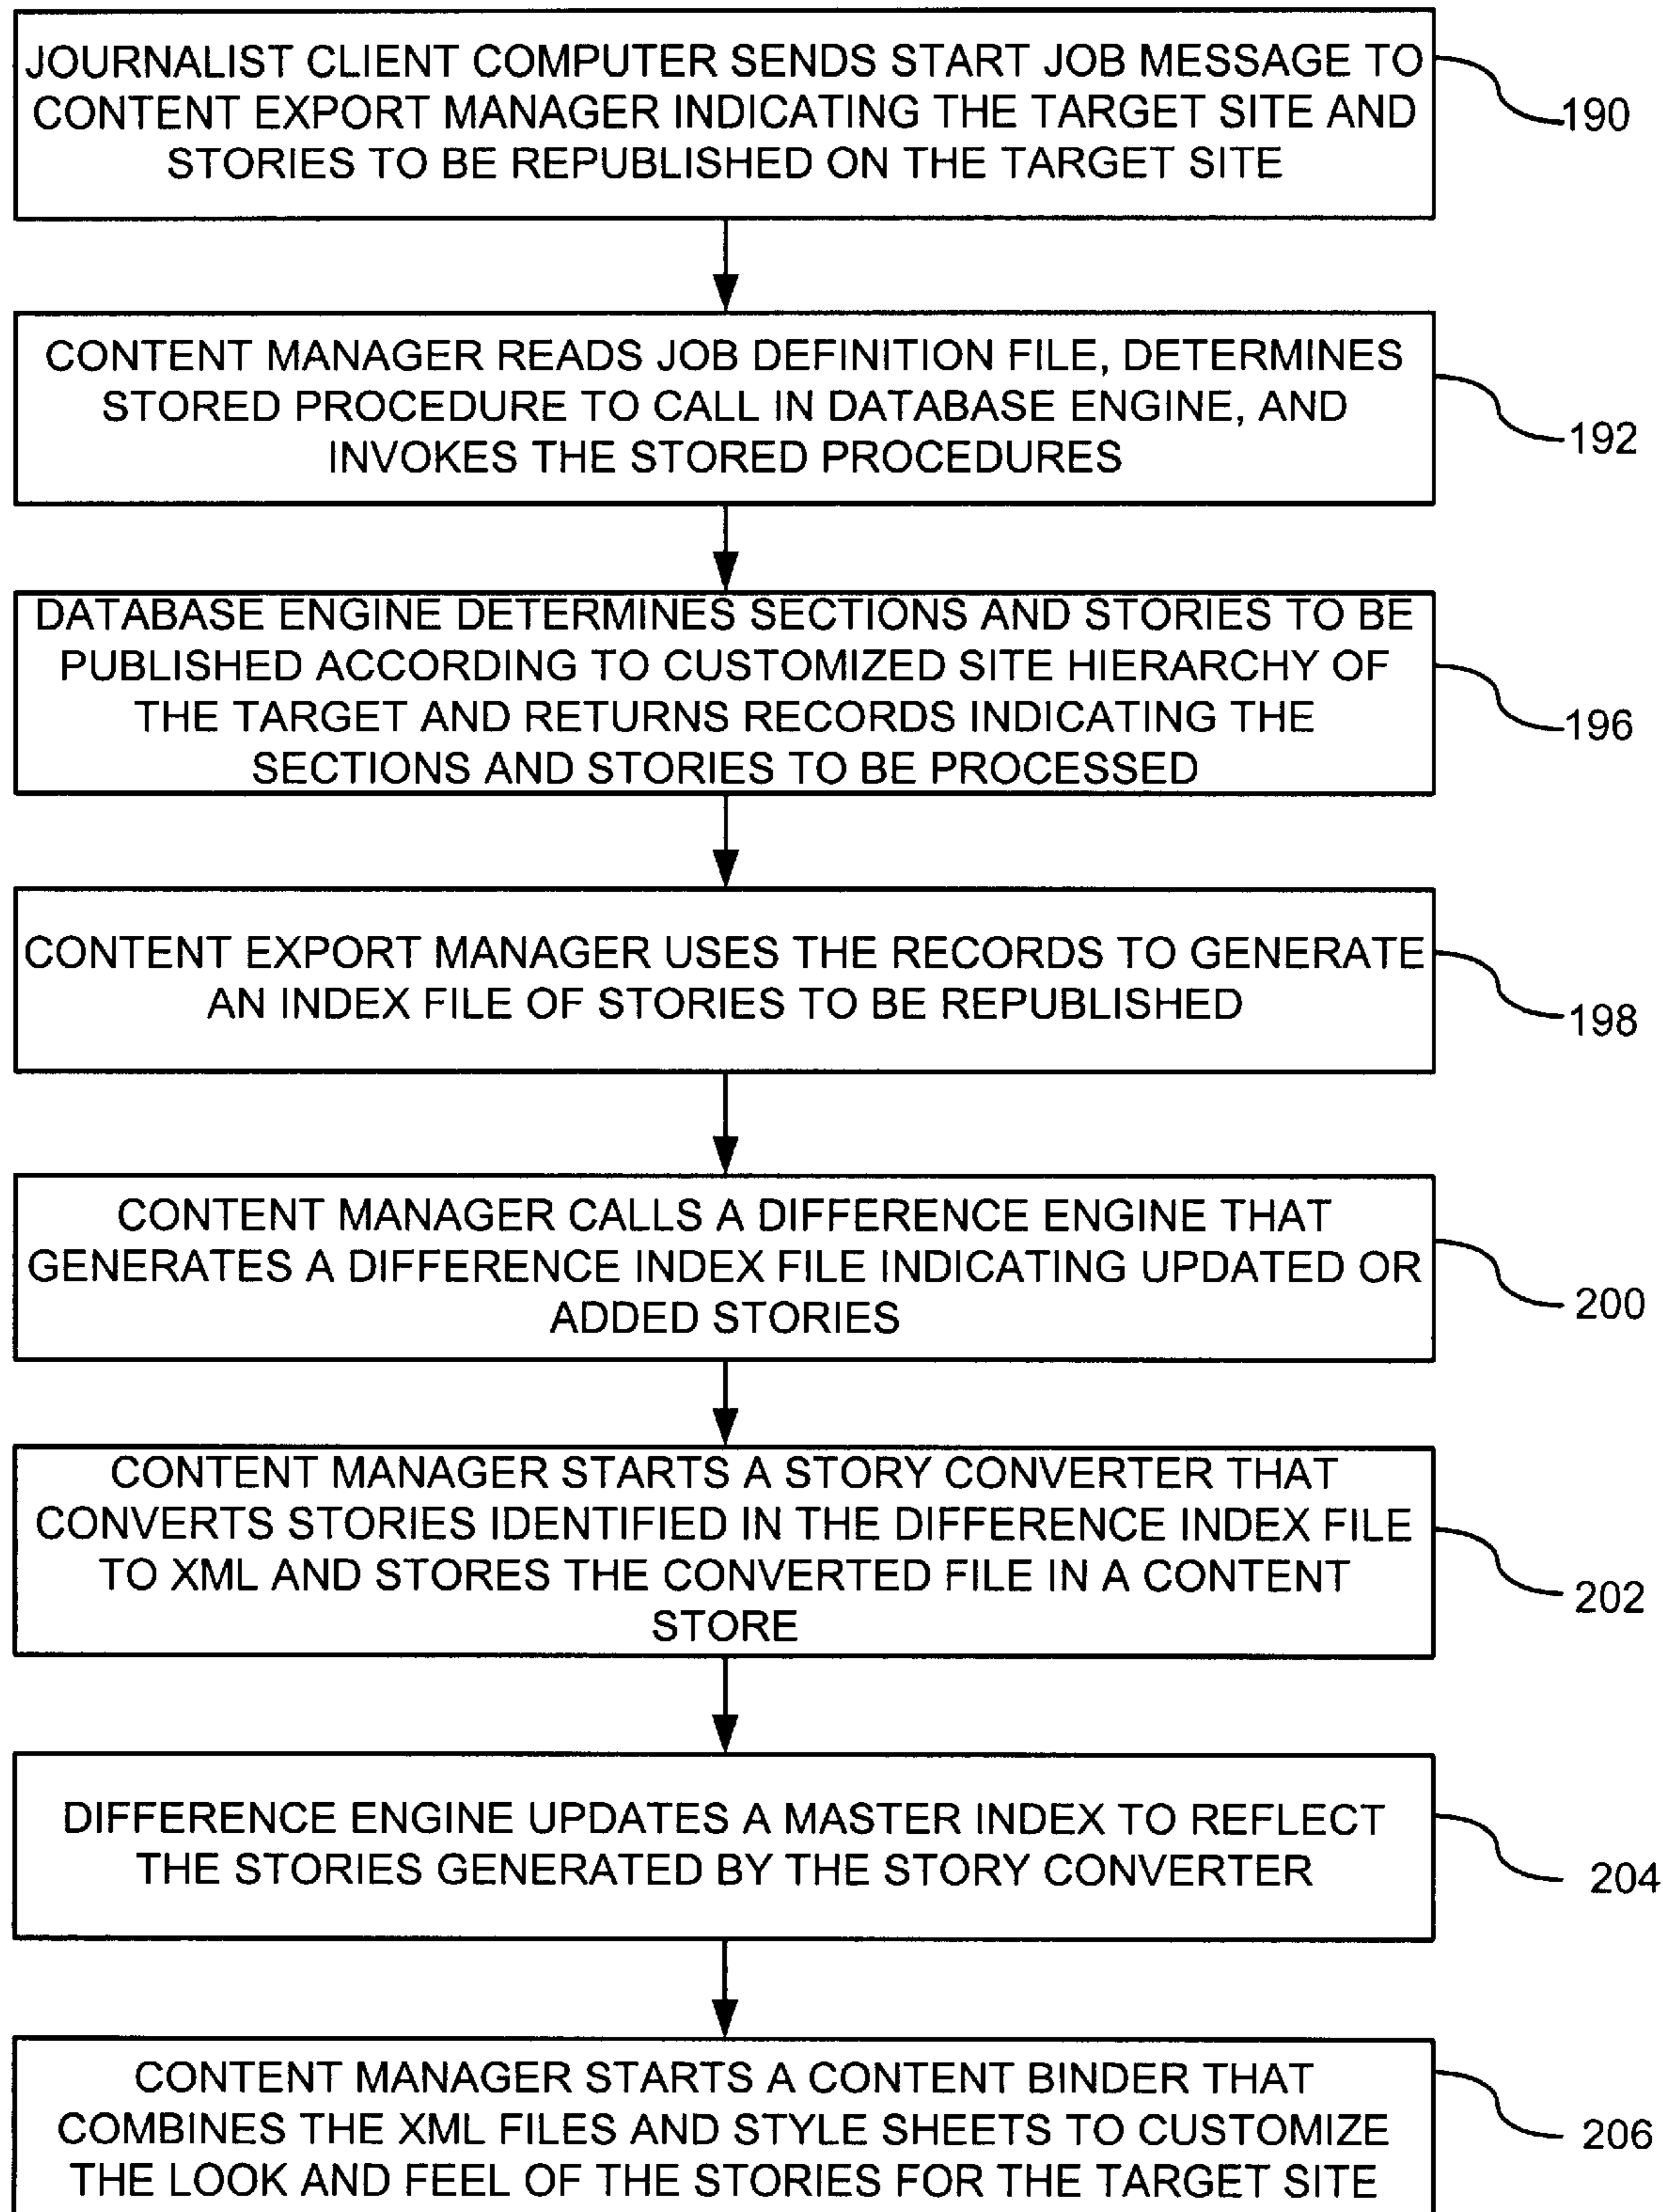 JOURNALIST CLIENT COMPUTER SENDS START JOB MESSAGE TO
CONTENT EXPORT MANAGER INDICATING THE TARGET SITE AND
STORIES TO BE REPUBLISHED ON THE TARGET SITE
190
CONTENT MANAGER READS JOB DEFINITION FILE, DETERMINES
STORED PROCEDURE TO CALL IN DATABASE ENGINE, AND
INVOKES THE STORED PROCEDURES
192
DATABASE ENGINE DETERMINES SECTIONS AND STORIES TO BE
PUBLISHED ACCORDING TO CUSTOMIZED SITE HIERARCHY OF
THE TARGET AND RETURNS RECORDS INDICATING THE
SECTIONS AND STORIES TO BE PROCESSED
196
CONTENT EXPORT MANAGER USES THE RECORDS TO GENERATE
AN INDEX FILE OF STORIES TO BE REPUBLISHED
198
CONTENT MANAGER CALLS A DIFFERENCE ENGINE THAT
GENERATES A DIFFERENCE INDEX FILE INDICATING UPDATED OR
ADDED STORIES
200
CONTENT MANAGER STARTS A STORY CONVERTER THAT
CONVERTS STORIES IDENTIFIED IN THE DIFFERENCE INDEX FILE
TO XML AND STORES THE CONVERTED FILE IN A CONTENT
STORE
202
DIFFERENCE ENGINE UPDATES A MASTER INDEX TO REFLECT
THE STORIES GENERATED BY THE STORY CONVERTER
204
CONTENT MANAGER STARTS A CONTENT BINDER THAT
COMBINES THE XML FILES AND STYLE SHEETS TO CUSTOMIZE
THE LOOK AND FEEL OF THE STORIES FOR THE TARGET SITE
206